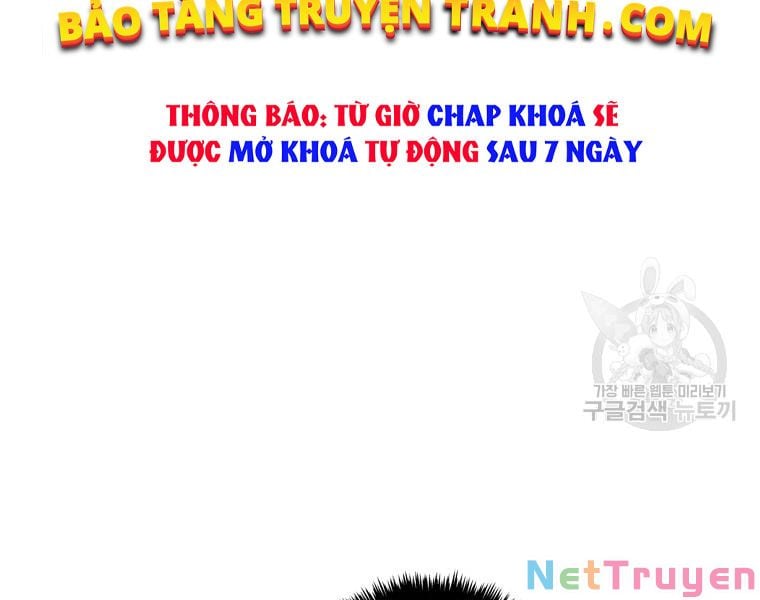 BẢO TÀNG TRUYỆN TRANH.COM
THÔNG BÁO: TỪ GIỜ CHAP KHOÁ SẼ
ĐƯỢC MỞ KHOÁ TỰ ĐỘNG SAU 7 NGÀY
가장 빠른 웹툰 미리보기
구글검색 뉴토끼
NetTruyen